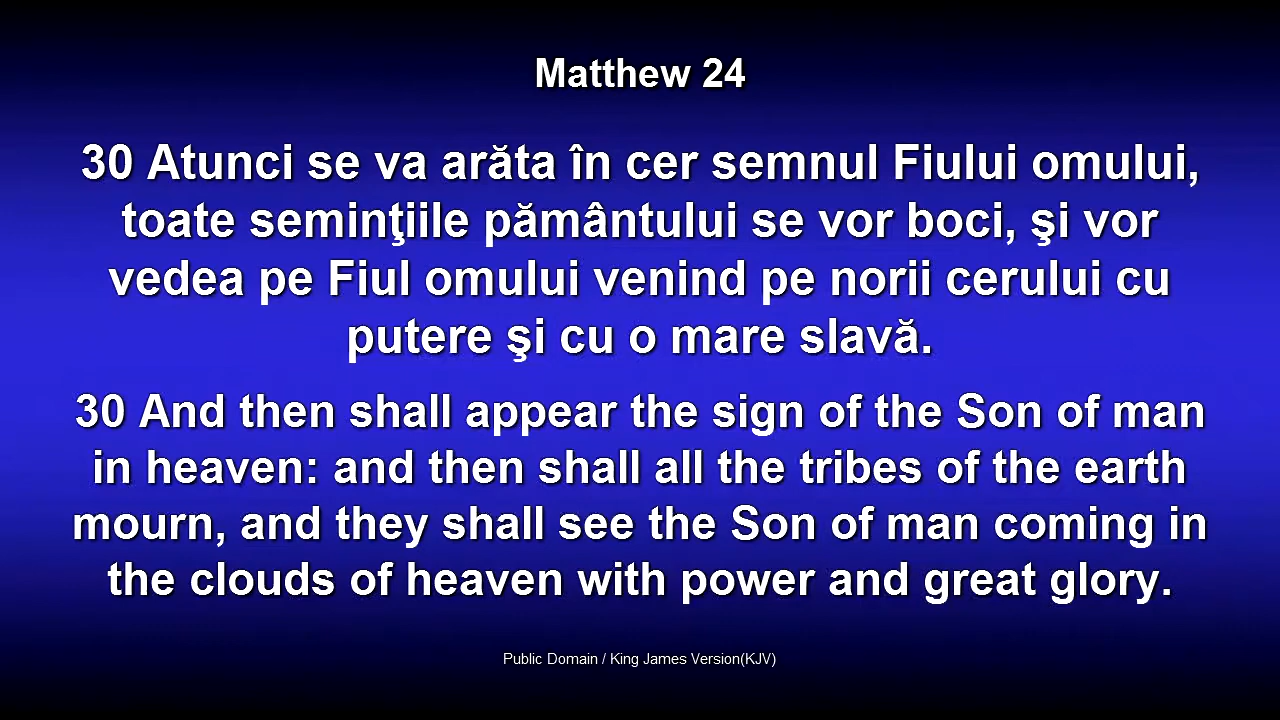 Matthew 24
30 Atunci se va arăta în cer semnul Fiului omului,
toate seminţiile pământului se vor boci, şi vor
vedea pe Fiul omului venind pe norii cerului cu
putere şi cu o mare slavă.
30 And then shall appear the sign of the Son of man
in heaven: and then shall all the tribes of the earth
mourn, and they shall see the Son of man coming in
the clouds of heaven with power and great glory.
Public Domain / King James Version(KJV)